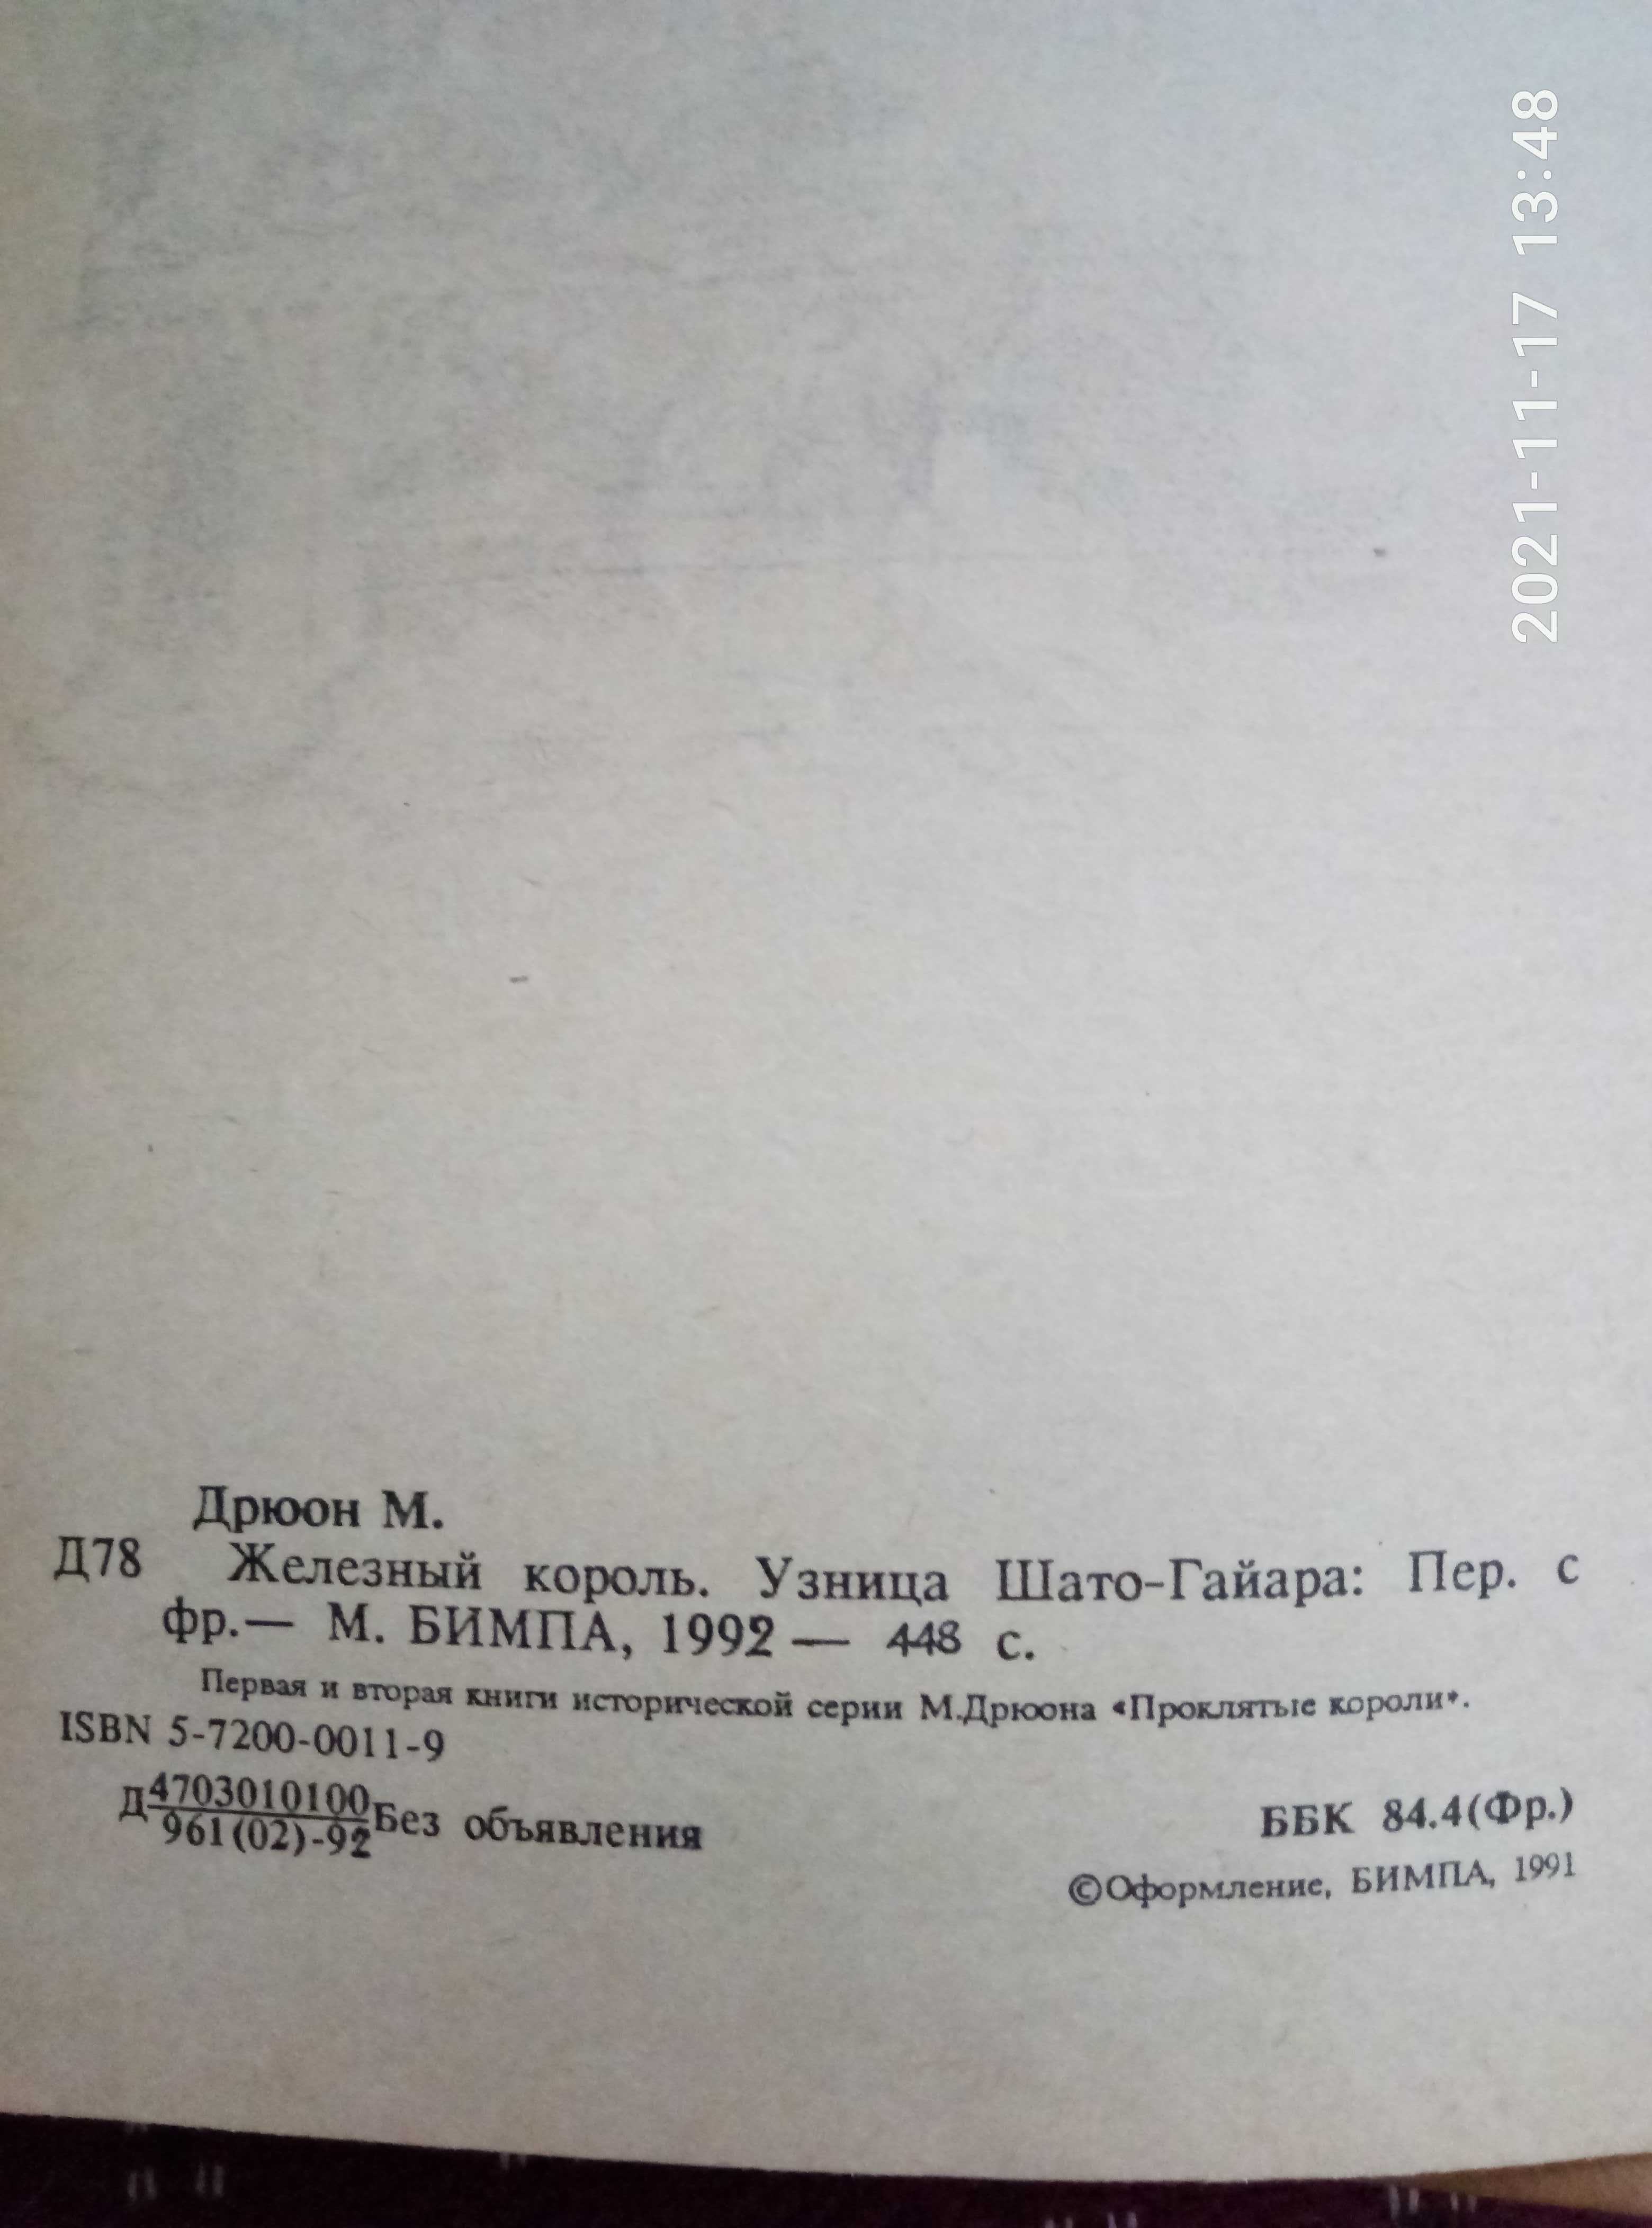 2021-11-17 13:48
Дрюон М.
Д78 Железный король. Узница Шато-Гайара: Пер. с
фр.— М. БИМПА, 1992 — 448 с.
Первая и вторая книги исторической серии М.Дрюона «Проклятые короли».
ISBN 5-7200-0011-9
Д 4703010100
961(02)-92 Без объявления
ББК 84.4(Фр.)
©Оформление, БИМПА, 1991